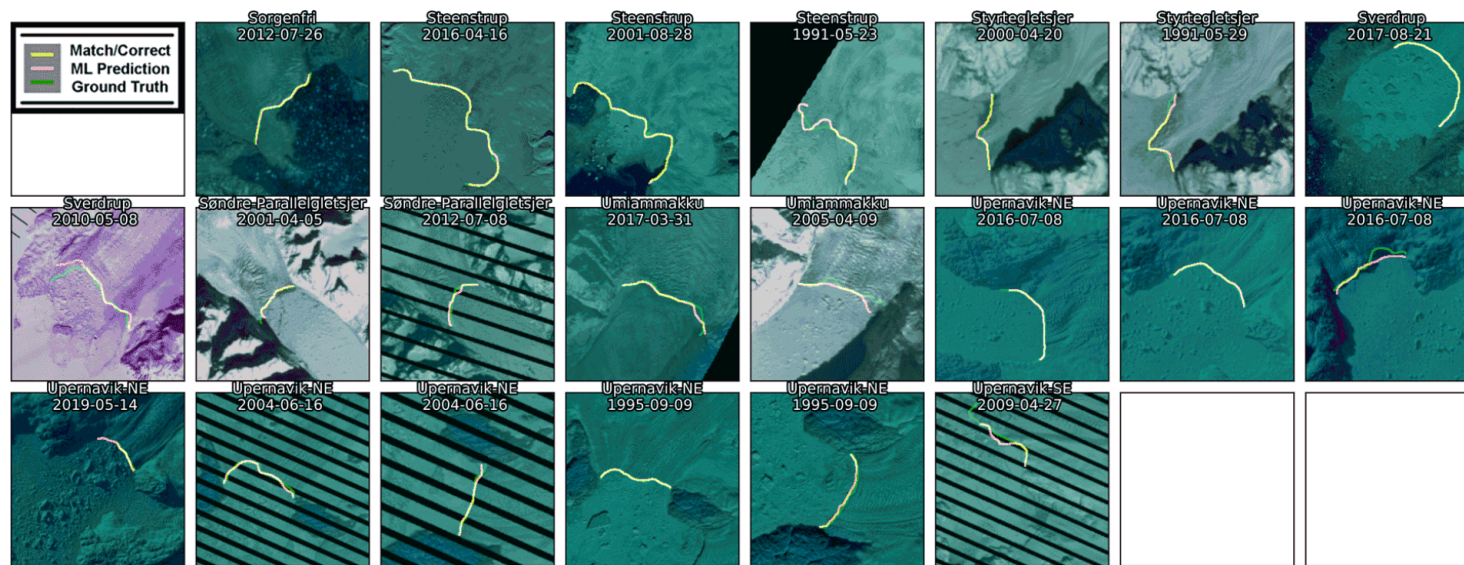 Match/Correct
ML Prediction
Ground Truth
Sorgenfri
2012-07-26
Steenstrup
2016-04-16
Steenstrup
2001-08-28
Steenstrup
1991-05-23
Styrtegletsjer
2000-04-20
Styrtegletsjer
1991-05-29
Sverdrup
2017-08-21
Sverdrup
2010-05-08
Søndre-Parallelgletsjer
2001-04-05
Søndre-Parallelgletsjer
2012-07-08
Umiammakku
2017-03-31
Umiammakku
2005-04-09
Upernavik-NE
2016-07-08
Upernavik-NE
2016-07-08
Upernavik-NE
2016-07-08
Upernavik-NE
2019-05-14
Upernavik-NE
2004-06-16
Upernavik-NE
2004-06-16
Upernavik-NE
1995-09-09
Upernavik-NE
1995-09-09
Upernavik-SE
2009-04-27